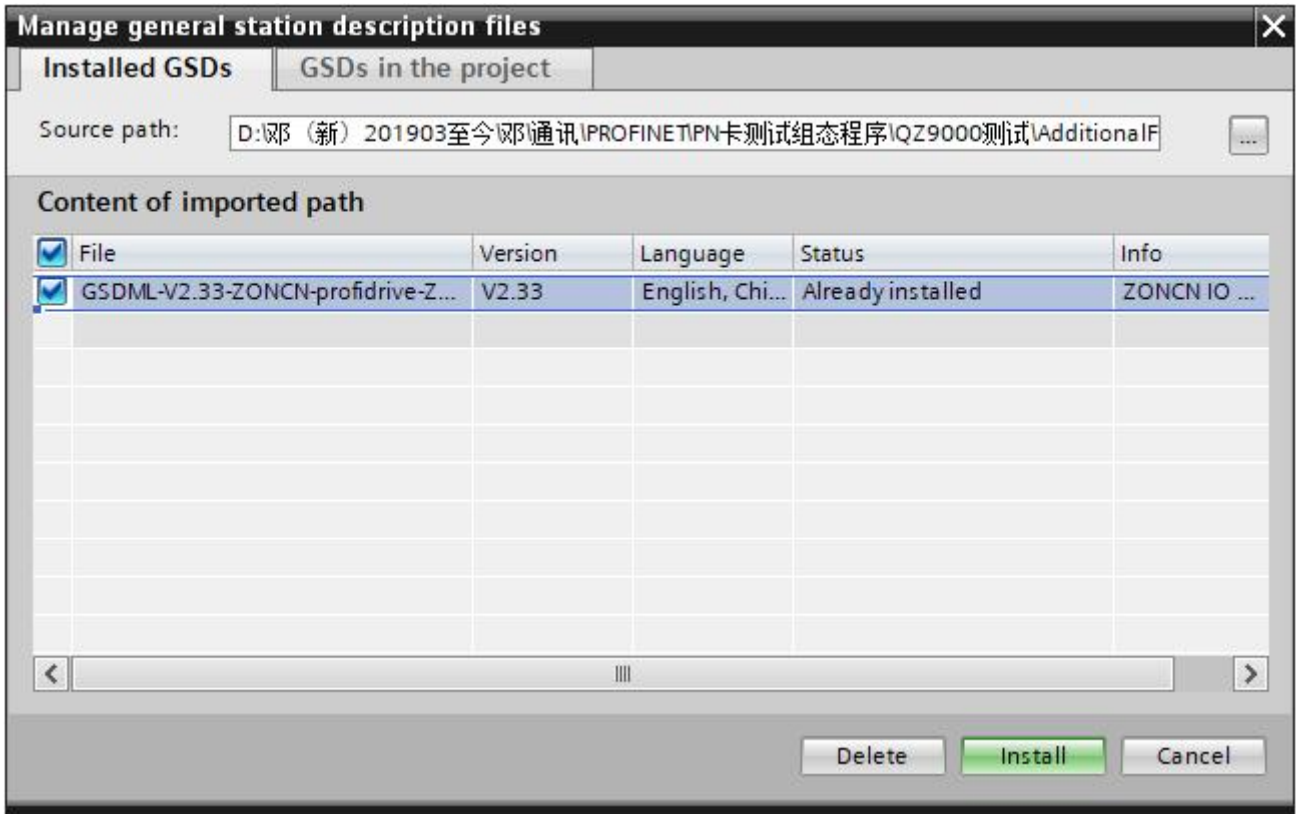 Manage general station description files
Installed GSDs GSDs in the project
Source path: D:\邓（新）201903至今\邓\通讯\PROFINET\PN卡测试组态程序\QZ9000测试\AdditionalF ...
Content of imported path
File Version Language Status Info
GSDML-V2.33-ZONCN-profidrive-Z... V2.33 English, Chi... Already installed ZONCN IO ...
Delete Install Cancel